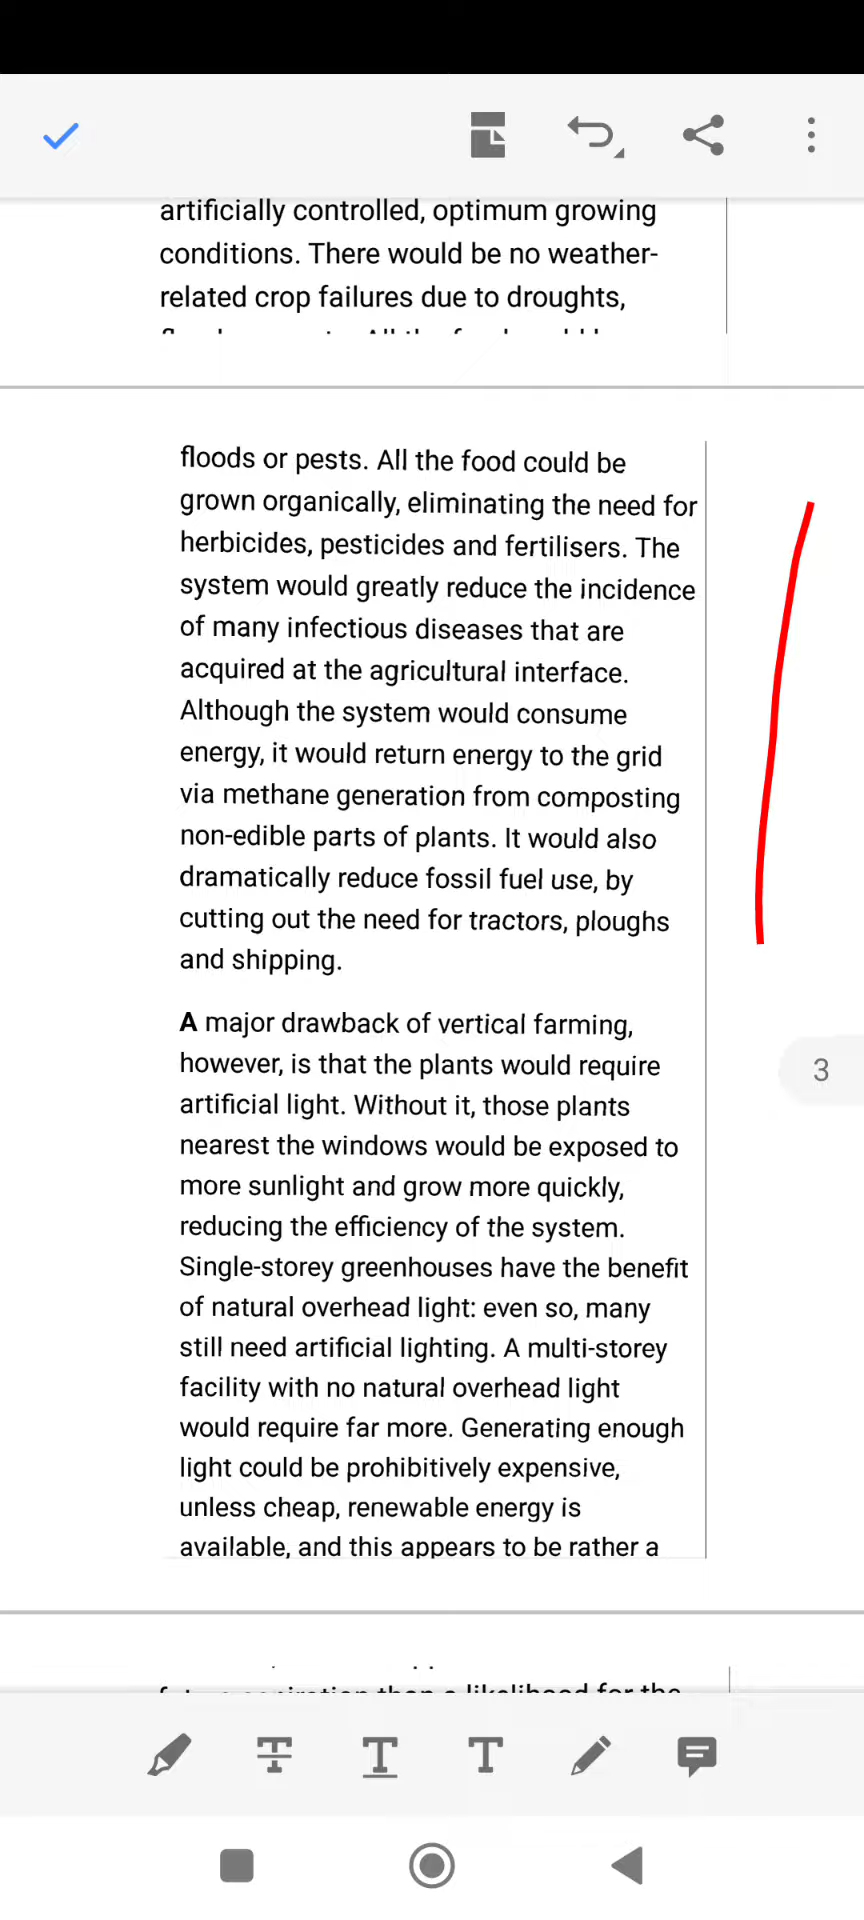 artificially controlled, optimum growing
conditions. There would be no weather-
related crop failures due to droughts,
floods or pests. All the food could be
grown organically, eliminating the need for
herbicides, pesticides and fertilisers. The
system would greatly reduce the incidence
of many infectious diseases that are
acquired at the agricultural interface.
Although the system would consume
energy, it would return energy to the grid
via methane generation from composting
non-edible parts of plants. It would also
dramatically reduce fossil fuel use, by
cutting out the need for tractors, ploughs
and shipping.
A major drawback of vertical farming,
however, is that the plants would require
artificial light. Without it, those plants
nearest the windows would be exposed to
more sunlight and grow more quickly,
reducing the efficiency of the system.
Single-storey greenhouses have the benefit
of natural overhead light: even so, many
still need artificial lighting. A multi-storey
facility with no natural overhead light
would require far more. Generating enough
light could be prohibitively expensive,
unless cheap, renewable energy is
available, and this appears to be rather a
than a likelihood for the
3